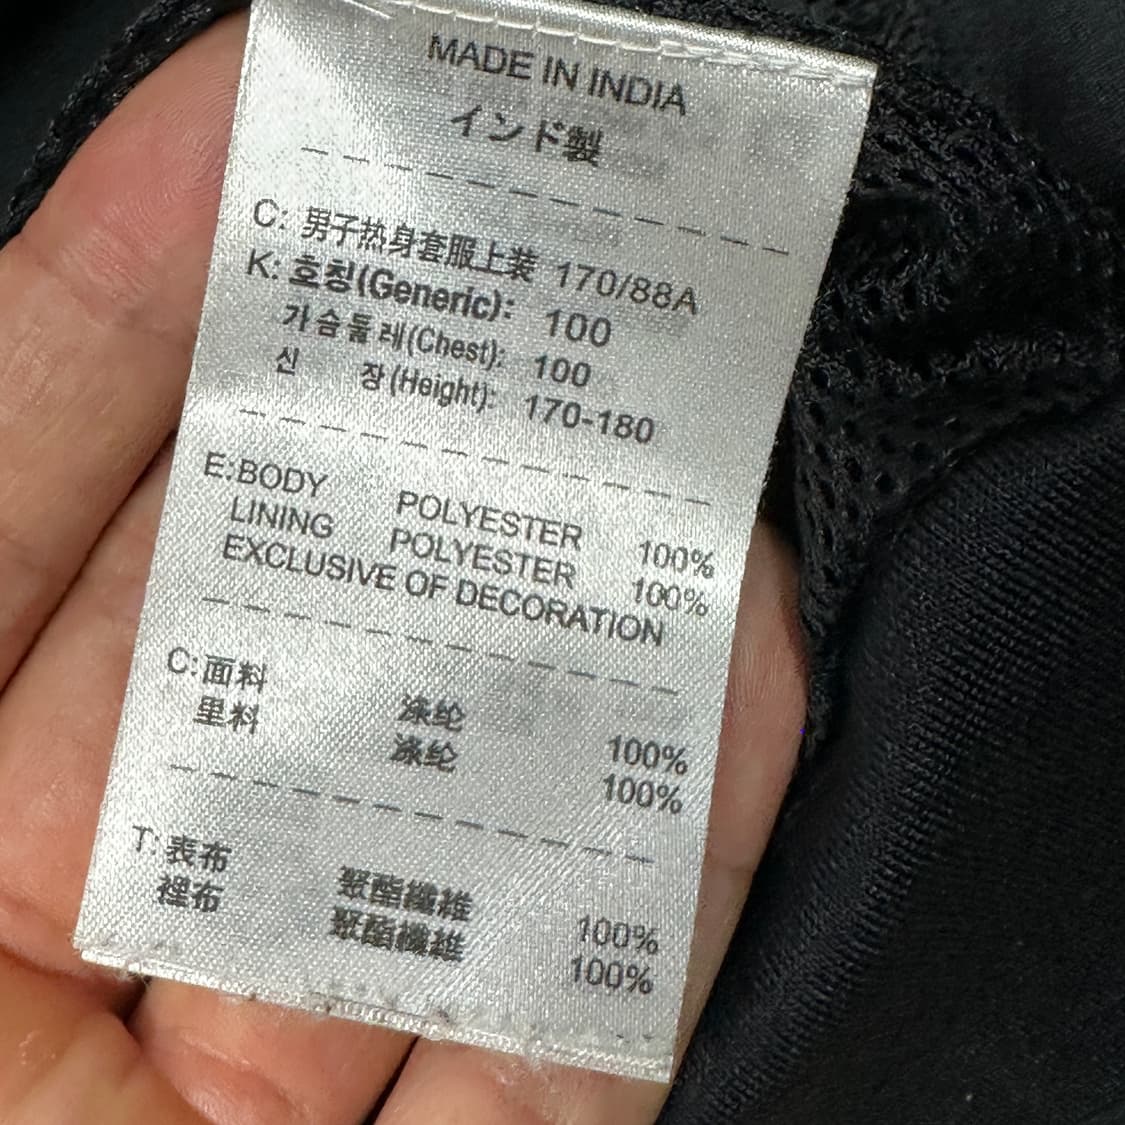 MADE IN INDIA
インド製
C: 男子热身套服上装 170/88A
K: 호칭(Generic): 100
가슴둘레(Chest): 100
신 장(Height): 170-180
E:BODY POLYESTER 100%
LINING POLYESTER 100%
EXCLUSIVE OF DECORATION
C:面料 涤纶 100%
里料 涤纶 100%
T:表布 聚酯纖維 100%
裡布 聚酯纖維 100%